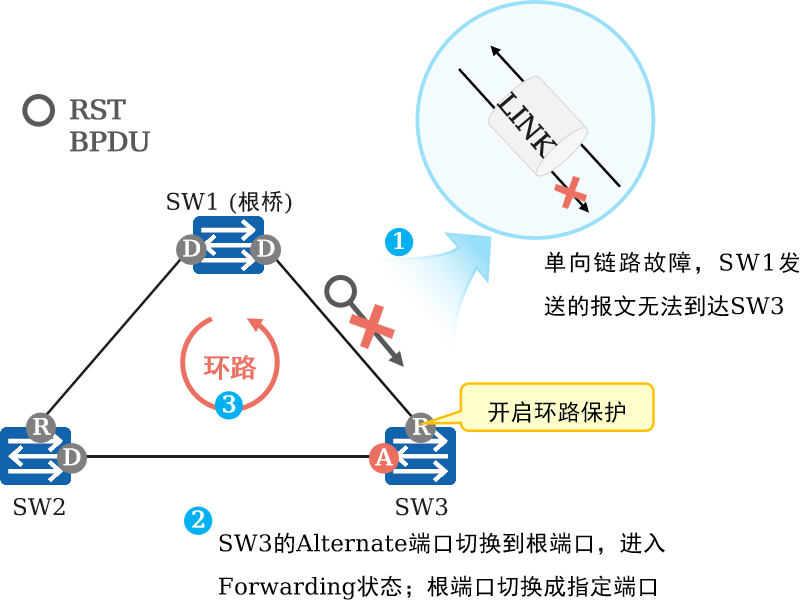 LINK
RST
BPDU
SW1 (根桥)
D
D
1
单向链路故障，SW1发
送的报文无法到达SW3
环路
3
开启环路保护
R
R
D
A
SW2
SW3
2
SW3的Alternate端口切换到根端口，进入
Forwarding状态；根端口切换成指定端口